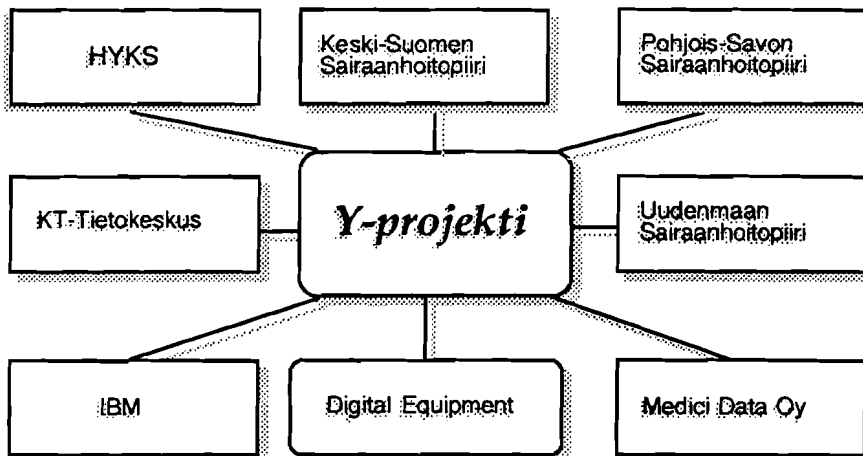 HYKS
Keski-Suomen
Sairaanhoitopiiri
Pohjois-Savon
Sairaanhoitopiiri
KT-Tietokeskus
Y-projekti
Uudenmaan
Sairaanhoitopiiri
IBM
Digital Equipment
Medici Data Oy